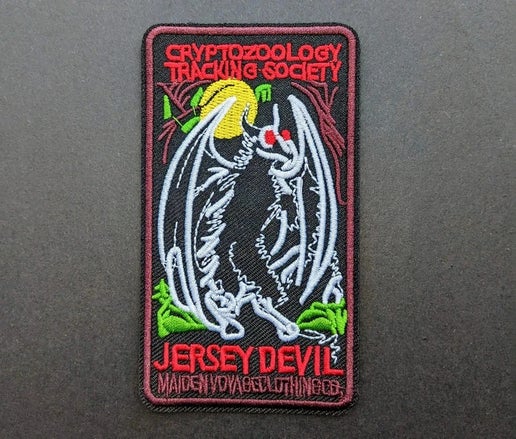 CRYPTOZOOLOGY
TRACKING SOCIETY
JERSEY DEVIL
MAIDEN VOYAGE CLOTHING CO.